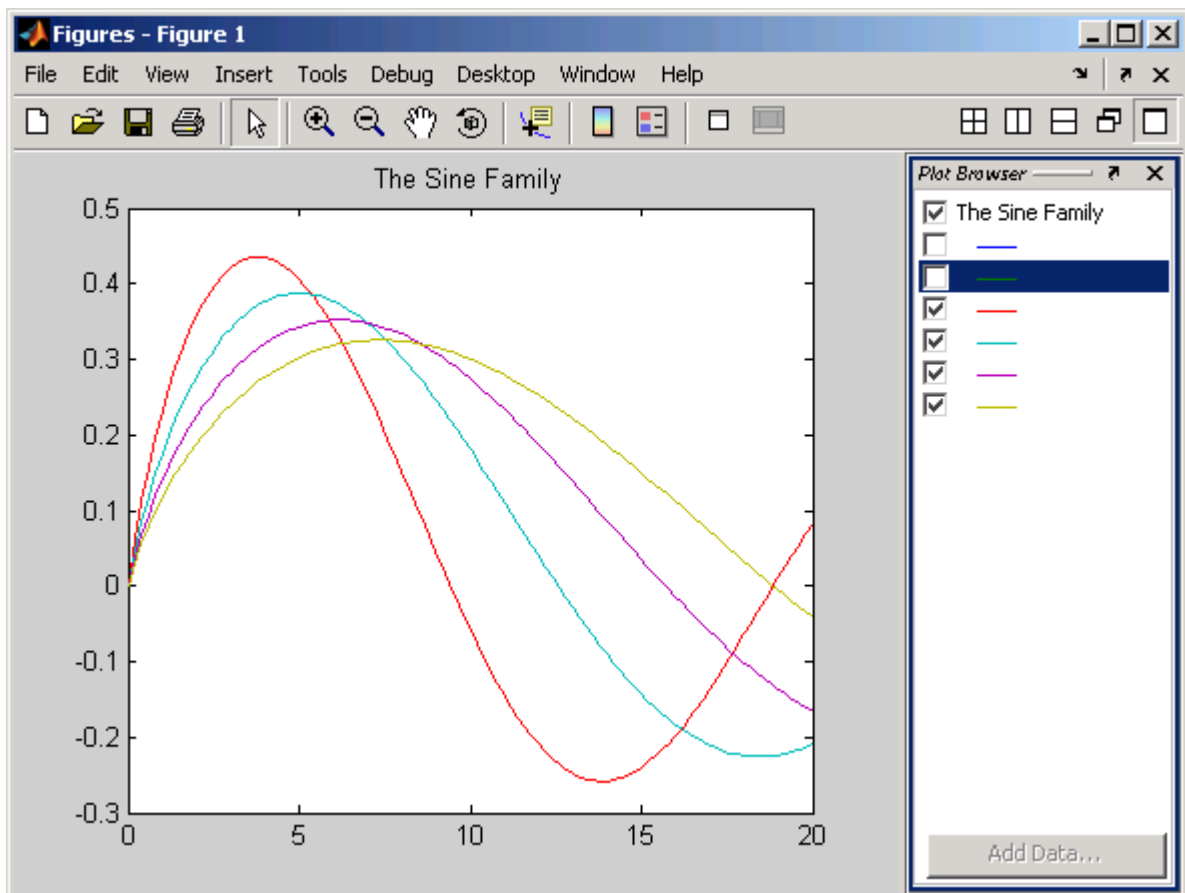 Figures - Figure 1
File Edit View Insert Tools Debug Desktop Window Help
The Sine Family
Plot Browser
The Sine Family
0.5
0.4
0.3
0.2
0.1
0
-0.1
-0.2
-0.3
0 5 10 15 20
Add Data...